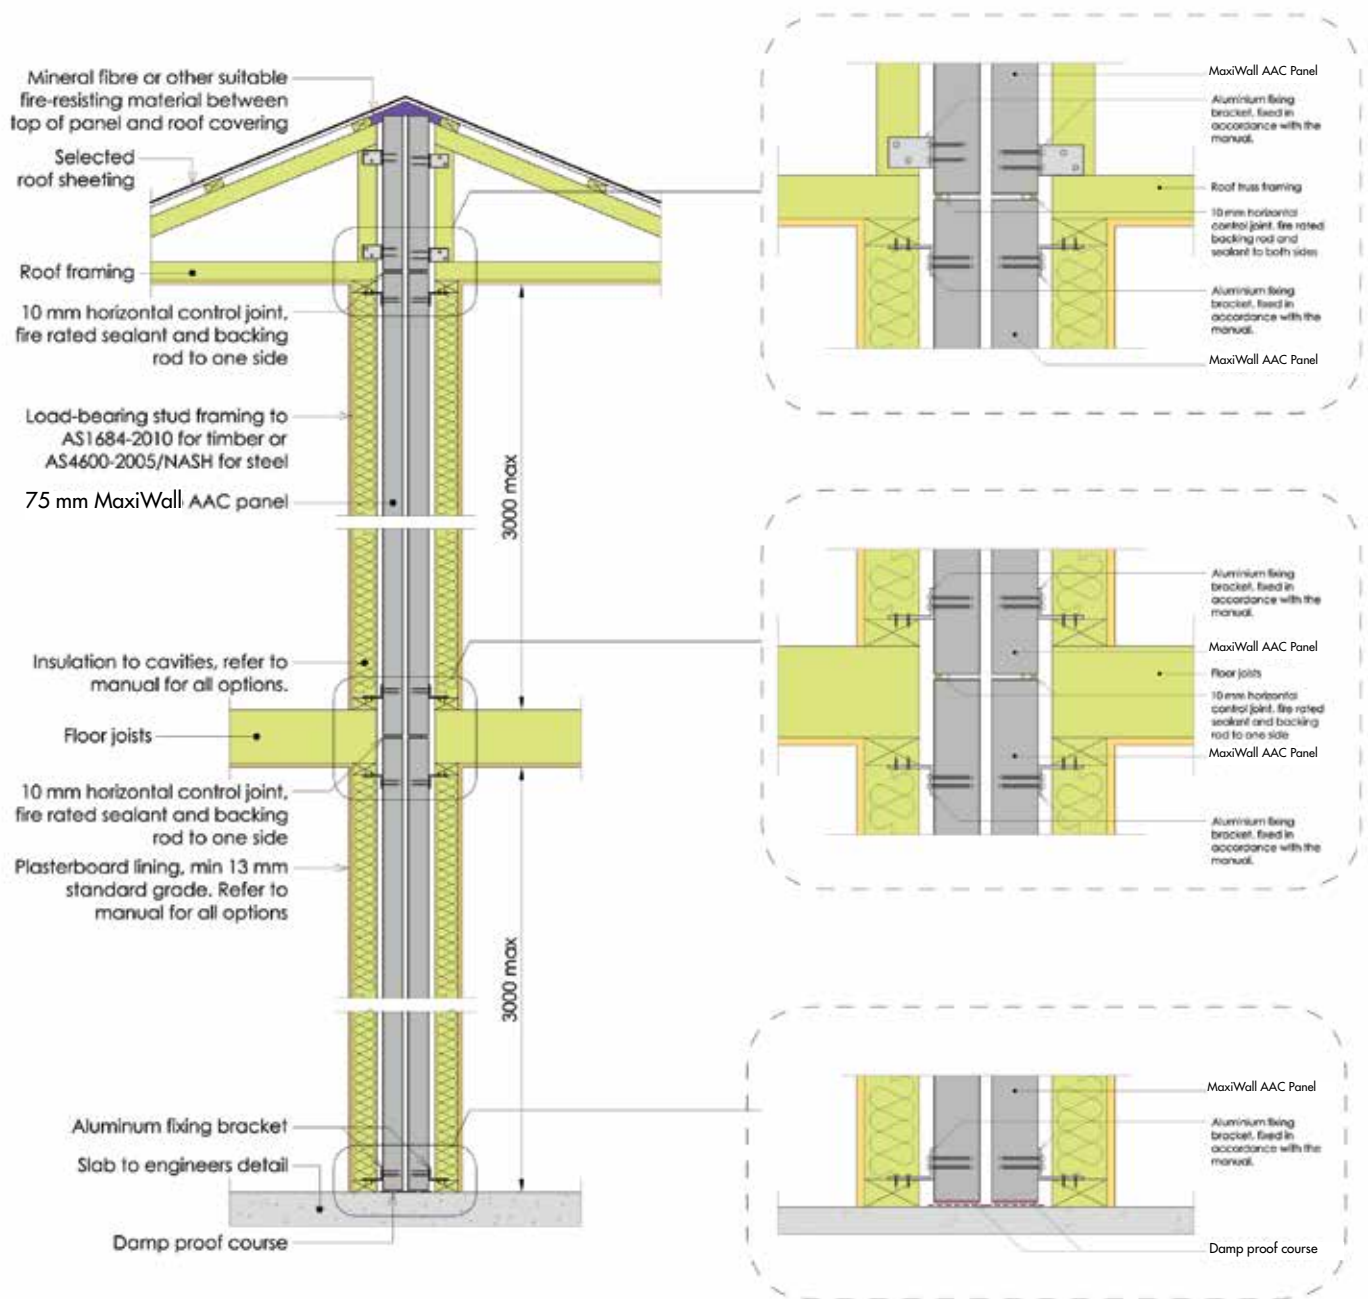 Mineral fibre or other suitable
fire-resisting material between
top of panel and roof covering
Selected
roof sheeting
Roof framing
10 mm horizontal control joint,
fire rated sealant and backing
rod to one side
Load-bearing stud framing to
AS1684-2010 for timber or
AS4600-2005/NASH for steel
75 mm MaxiWall AAC panel
3000 max
Insulation to cavities, refer to
manual for all options.
Floor joists
10 mm horizontal control joint,
fire rated sealant and backing
rod to one side
Plasterboard lining, min 13 mm
standard grade. Refer to
manual for all options
3000 max
Aluminum fixing bracket
Slab to engineers detail
Damp proof course
MaxiWall AAC Panel
Aluminium fixing
bracket, fixed in
accordance with the
manual.
Roof truss framing
10 mm horizontal
control joint, fire rated
backing rod and
sealant to both sides
Aluminium fixing
bracket, fixed in
accordance with the
manual.
MaxiWall AAC Panel
Aluminium fixing
bracket, fixed in
accordance with the
manual.
MaxiWall AAC Panel
Floor joists
10 mm horizontal
control joint, fire rated
sealant and backing
rod to one side
MaxiWall AAC Panel
Aluminium fixing
bracket, fixed in
accordance with the
manual.
MaxiWall AAC Panel
Aluminium fixing
bracket, fixed in
accordance with the
manual.
Damp proof course